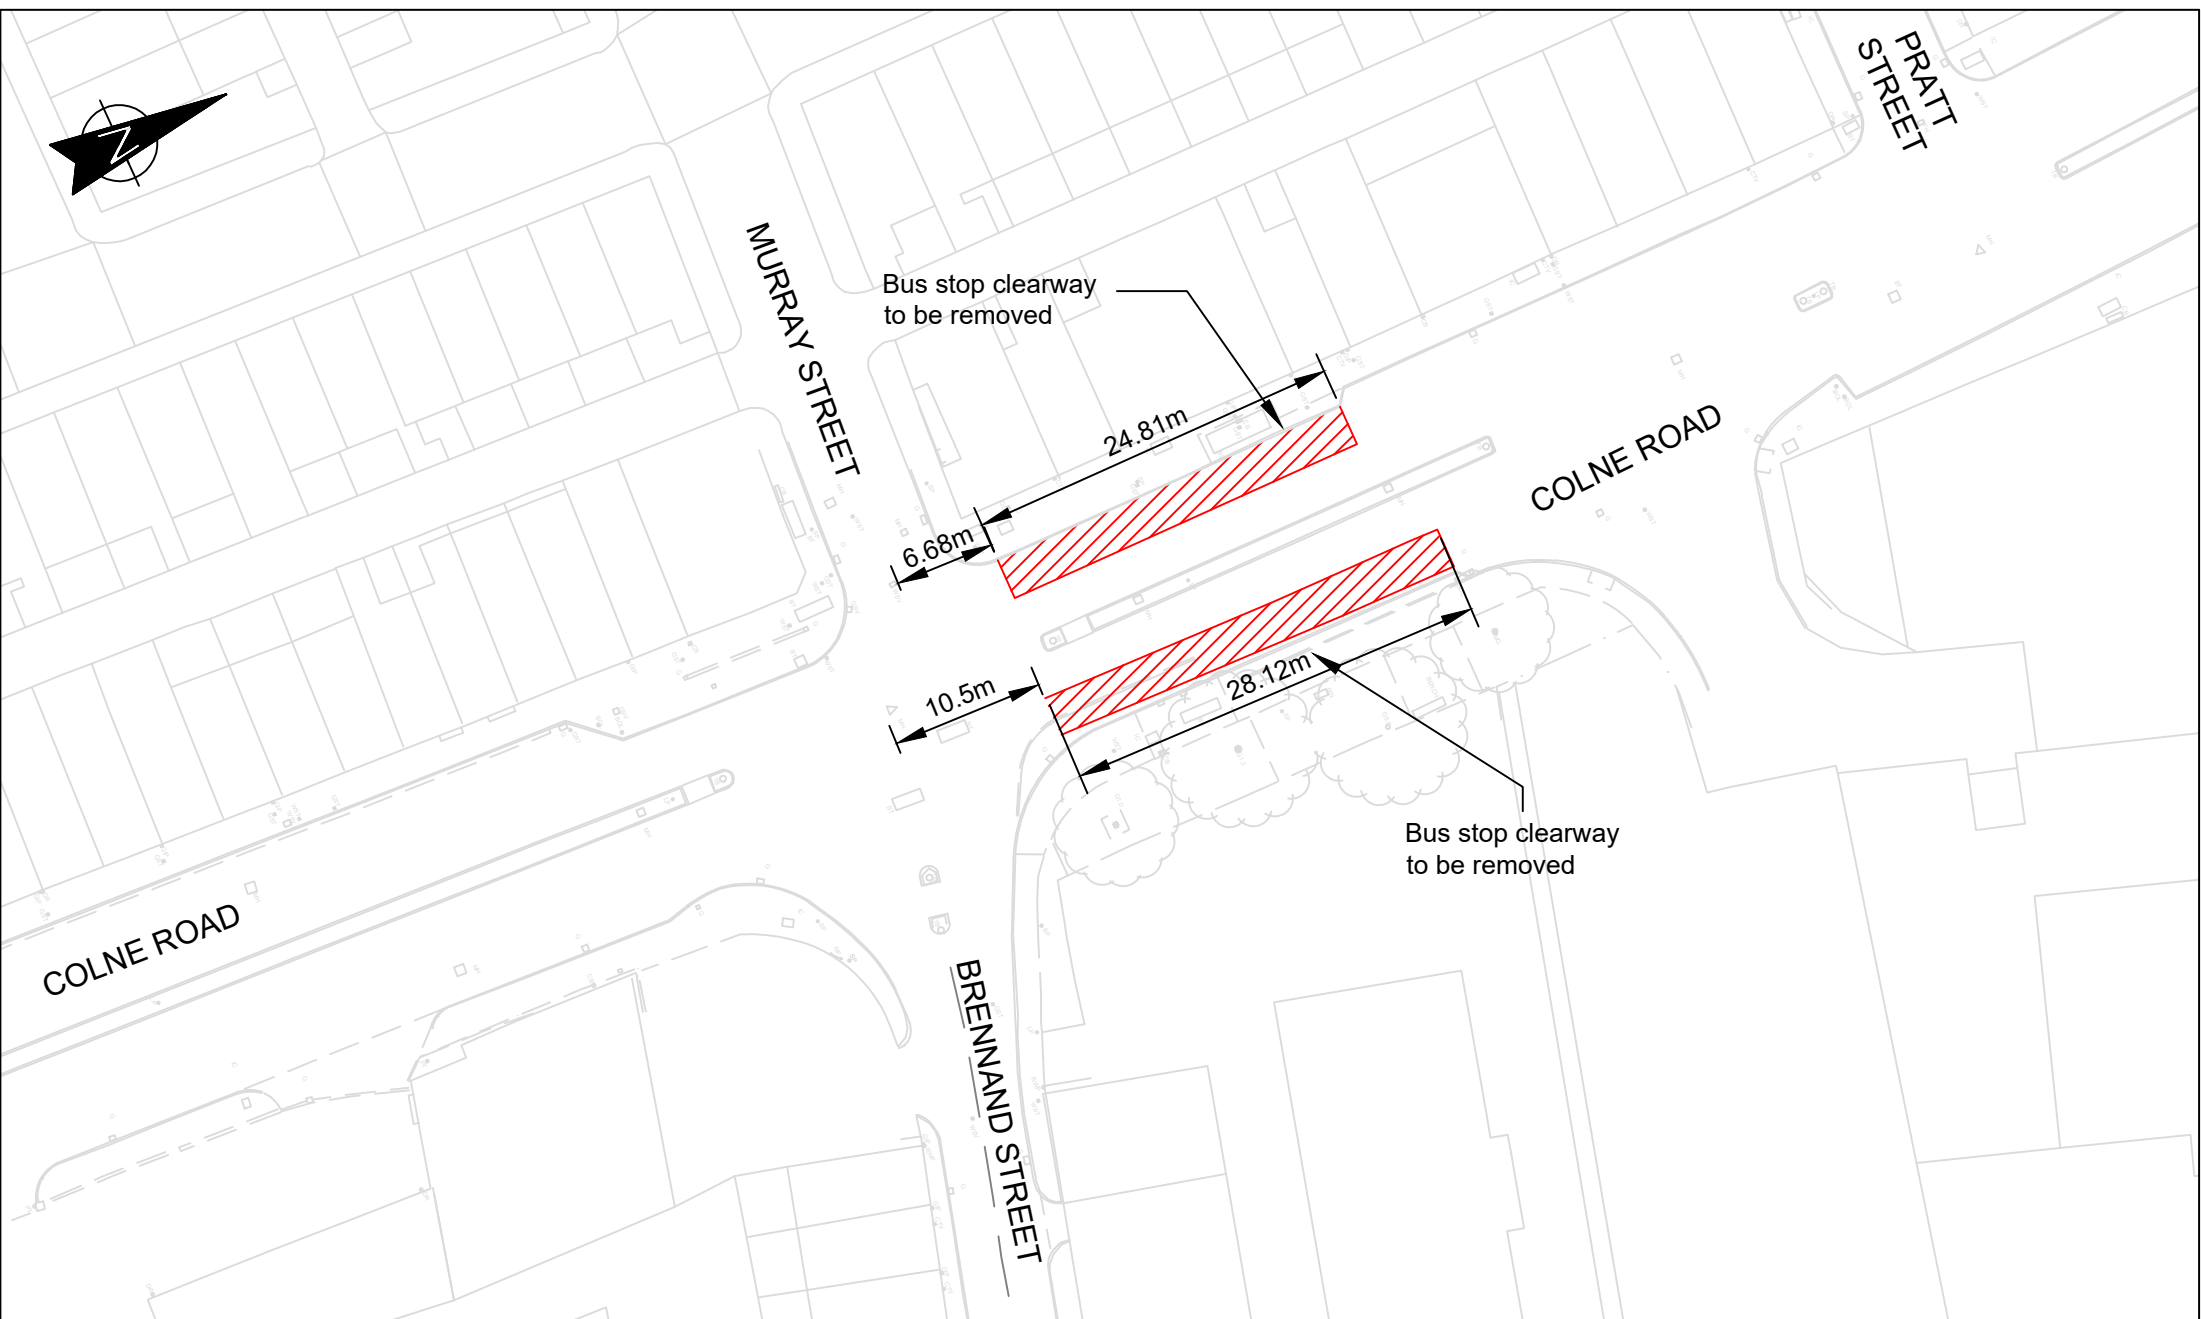 PRATT
STREET
MURRAY STREET
Bus stop clearway
to be removed
24.81m
6.68m
COLNE ROAD
10.5m
28.12m
Bus stop clearway
to be removed
COLNE ROAD
BRENNAND STREET
N